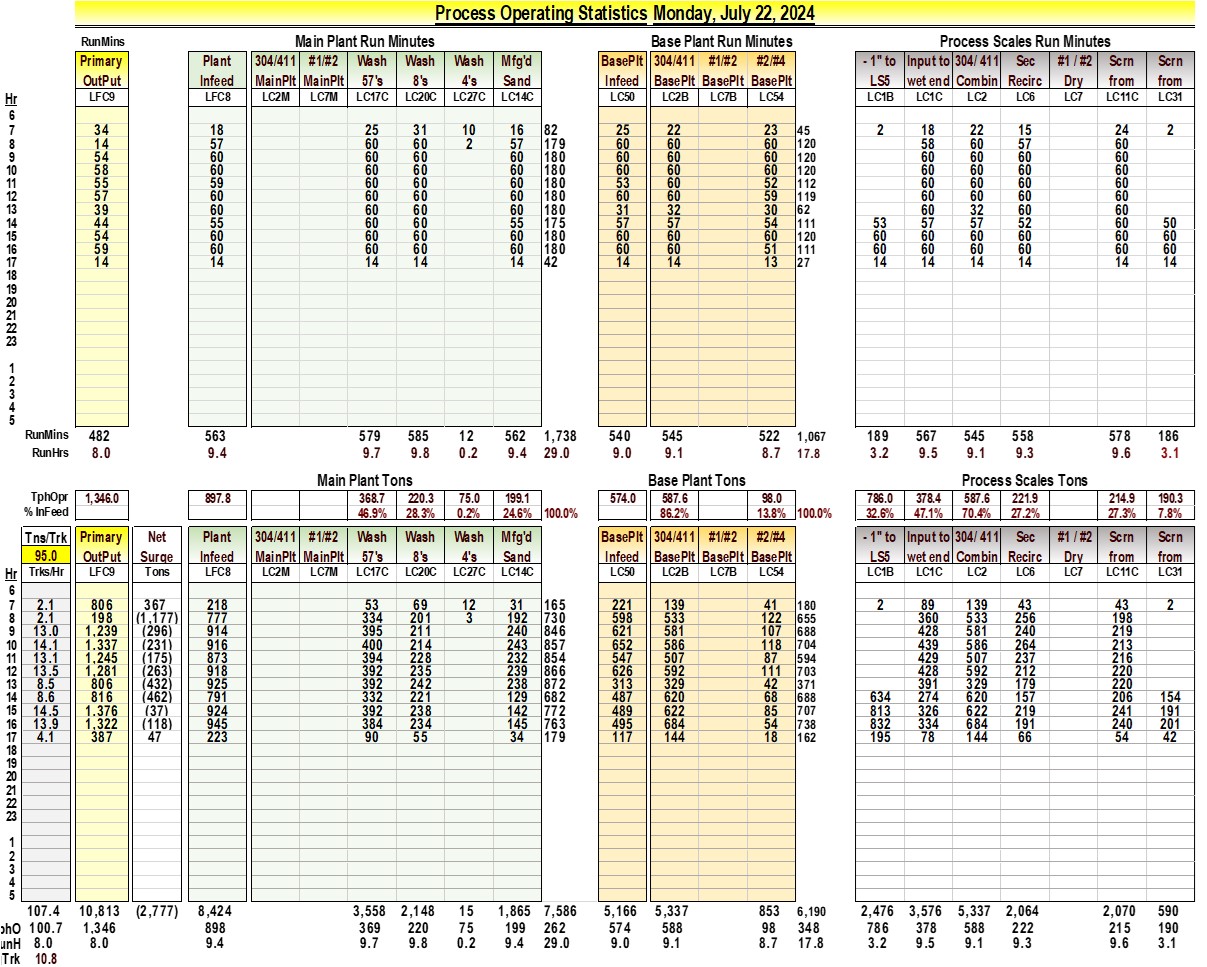 Process Operating Statistics Monday, July 22, 2024
RunMins Main Plant Run Minutes Base Plant Run Minutes Process Scales Run Minutes
Primary Plant 304/411 #1/#2 Wash Wash Wash Mfg'd BasePlt 304/411 #1/#2 #2/#4 - 1" to Input to 304/ 411 Sec #1 / #2 Scrn Scrn
OutPut Infeed MainPlt MainPlt 57's 8's 4's Sand Infeed BasePlt BasePlt BasePlt LS5 wet end Combin Recirc Dry from from
Hr LFC9 LFC8 LC2M LC7M LC17C LC20C LC27C LC14C LC50 LC2B LC7B LC54 LC1B LC1C LC2 LC6 LC7 LC11C LC31
6
7 34 18 25 31 10 16 82 25 22 23 45 2 18 22 15 24 2
8 14 57 60 60 2 57 179 60 60 60 120 58 60 57 60
9 54 60 60 60 60 180 60 60 60 120 60 60 60 60
10 58 60 60 60 60 180 60 60 60 120 60 60 60 60
11 55 59 60 60 60 180 53 60 52 112 60 60 60 60
12 57 60 60 60 60 180 60 60 59 119 60 60 60 60
13 39 60 60 60 60 180 31 32 30 62 60 32 60 60
14 44 55 60 60 55 175 57 57 54 111 53 57 57 52 60 50
15 54 60 60 60 60 180 60 60 60 120 60 60 60 60 60 60
16 59 60 60 60 60 180 60 60 51 111 60 60 60 60 60 60
17 14 14 14 14 14 42 14 14 13 27 14 14 14 14 14 14
18
19
20
21
22
23
1
2
3
4
5
RunMins 482 563 579 585 12 562 1,738 540 545 522 1,067 189 567 545 558 578 186
RunHrs 8.0 9.4 9.7 9.8 0.2 9.4 29.0 9.0 9.1 8.7 17.8 3.2 9.5 9.1 9.3 9.6 3.1
Main Plant Tons Base Plant Tons Process Scales Tons
TphOpr 1,346.0 897.8 368.7 220.3 75.0 199.1 574.0 587.6 98.0 786.0 378.4 587.6 221.9 214.9 190.3
% InFeed 46.9% 28.3% 0.2% 24.6% 100.0% 86.2% 13.8% 100.0% 32.6% 47.1% 70.4% 27.2% 27.3% 7.8%
Tns/Trk Primary Net Plant 304/411 #1/#2 Wash Wash Wash Mfg'd BasePlt 304/411 #1/#2 #2/#4 - 1" to Input to 304/ 411 Sec #1 / #2 Scrn Scrn
95.0 OutPut Surge Infeed MainPlt MainPlt 57's 8's 4's Sand Infeed BasePlt BasePlt BasePlt LS5 wet end Combin Recirc Dry from from
Hr Trks/Hr LFC9 Tons LFC8 LC2M LC7M LC17C LC20C LC27C LC14C LC50 LC2B LC7B LC54 LC1B LC1C LC2 LC6 LC7 LC11C LC31
6
7 2.1 806 367 218 53 69 12 31 165 221 139 41 180 2 89 139 43 43 2
8 2.1 198 (1,177) 777 334 201 3 192 730 598 533 122 655 360 533 256 198
9 13.0 1,239 (296) 914 395 211 240 846 621 581 107 688 428 581 240 219
10 14.1 1,337 (231) 916 400 214 243 857 652 586 118 704 439 586 264 213
11 13.1 1,245 (175) 873 394 228 232 854 547 507 87 594 429 507 237 216
12 13.5 1,281 (263) 918 392 235 239 866 626 592 111 703 428 592 212 220
13 8.5 806 (432) 925 392 242 238 872 313 329 42 371 391 329 179 220
14 8.6 816 (462) 791 332 221 129 682 487 620 68 688 634 274 620 157 206 154
15 14.5 1,376 (37) 924 392 238 142 772 489 622 85 707 813 326 622 219 241 191
16 13.9 1,322 (118) 945 384 234 145 763 495 684 54 738 832 334 684 191 240 201
17 4.1 387 47 223 90 55 34 179 117 144 18 162 195 78 144 66 54 42
18
19
20
21
22
23
1
2
3
4
5
107.4 10,813 (2,777) 8,424 3,558 2,148 15 1,865 7,586 5,166 5,337 853 6,190 2,476 3,576 5,337 2,064 2,070 590
phO 100.7 1,346 898 369 220 75 199 262 574 588 98 348 786 378 588 222 215 190
unH 8.0 8.0 9.4 9.7 9.8 0.2 9.4 29.0 9.0 9.1 8.7 17.8 3.2 9.5 9.1 9.3 9.6 3.1
Trk 10.8